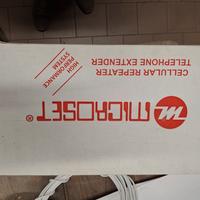 MICROSET®
HIGH
PERFORMANCE
SYSTEM
CELLULAR REPEATER
TELEPHONE EXTENDER